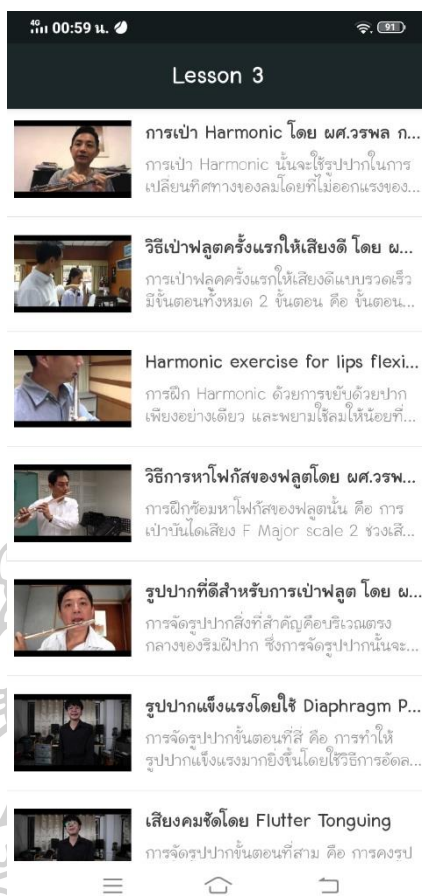 4G 00:59 น. 91
Lesson 3
การเป่า Harmonic โดย ผศ.วรพล ก...
การเป่า Harmonic นั้นจะใช้รูปปากในการ
เปลี่ยนทิศทางของลมโดยที่ไม่ออกแรงของ...
วิธีเป่าฟลูตครั้งแรกให้เสียงดี โดย ผ...
การเป่าฟลุคครั้งแรกให้เสียงดีแบบรวดเร็ว
มีขั้นตอนทั้งหมด 2 ขั้นตอน คือ ขั้นตอน...
Harmonic exercise for lips flexi...
การฝึก Harmonic ด้วยการขยับด้วยปาก
เพียงอย่างเดียว และพยามใช้ลมให้น้อยที่...
วิธีการหาโฟกัสของฟลูตโดย ผศ.วรพ...
การฝึกซ้อมหาโฟกัสของฟลูตนั้น คือ การ
เป่าบันไดเสียง F Major scale 2 ช่วงเสี...
รูปปากที่ดีสำหรับการเป่าฟลูต โดย ผ...
การจัดรูปปากสิ่งที่สำคัญคือบริเวณตรง
กลางของริมฝีปาก ซึ่งการจัดรูปปากนั้นจะ...
รูปปากแข็งแรงโดยใช้ Diaphragm P...
การจัดรูปปากขั้นตอนที่สี่ คือ การทำให้
รูปปากแข็งแรงมากยิ่งขึ้นโดยใช้วิธีการอัดล...
เสียงคมชัดโดย Flutter Tonguing
การจัดรูปปากขั้นตอนที่สาม คือ การคงรูป